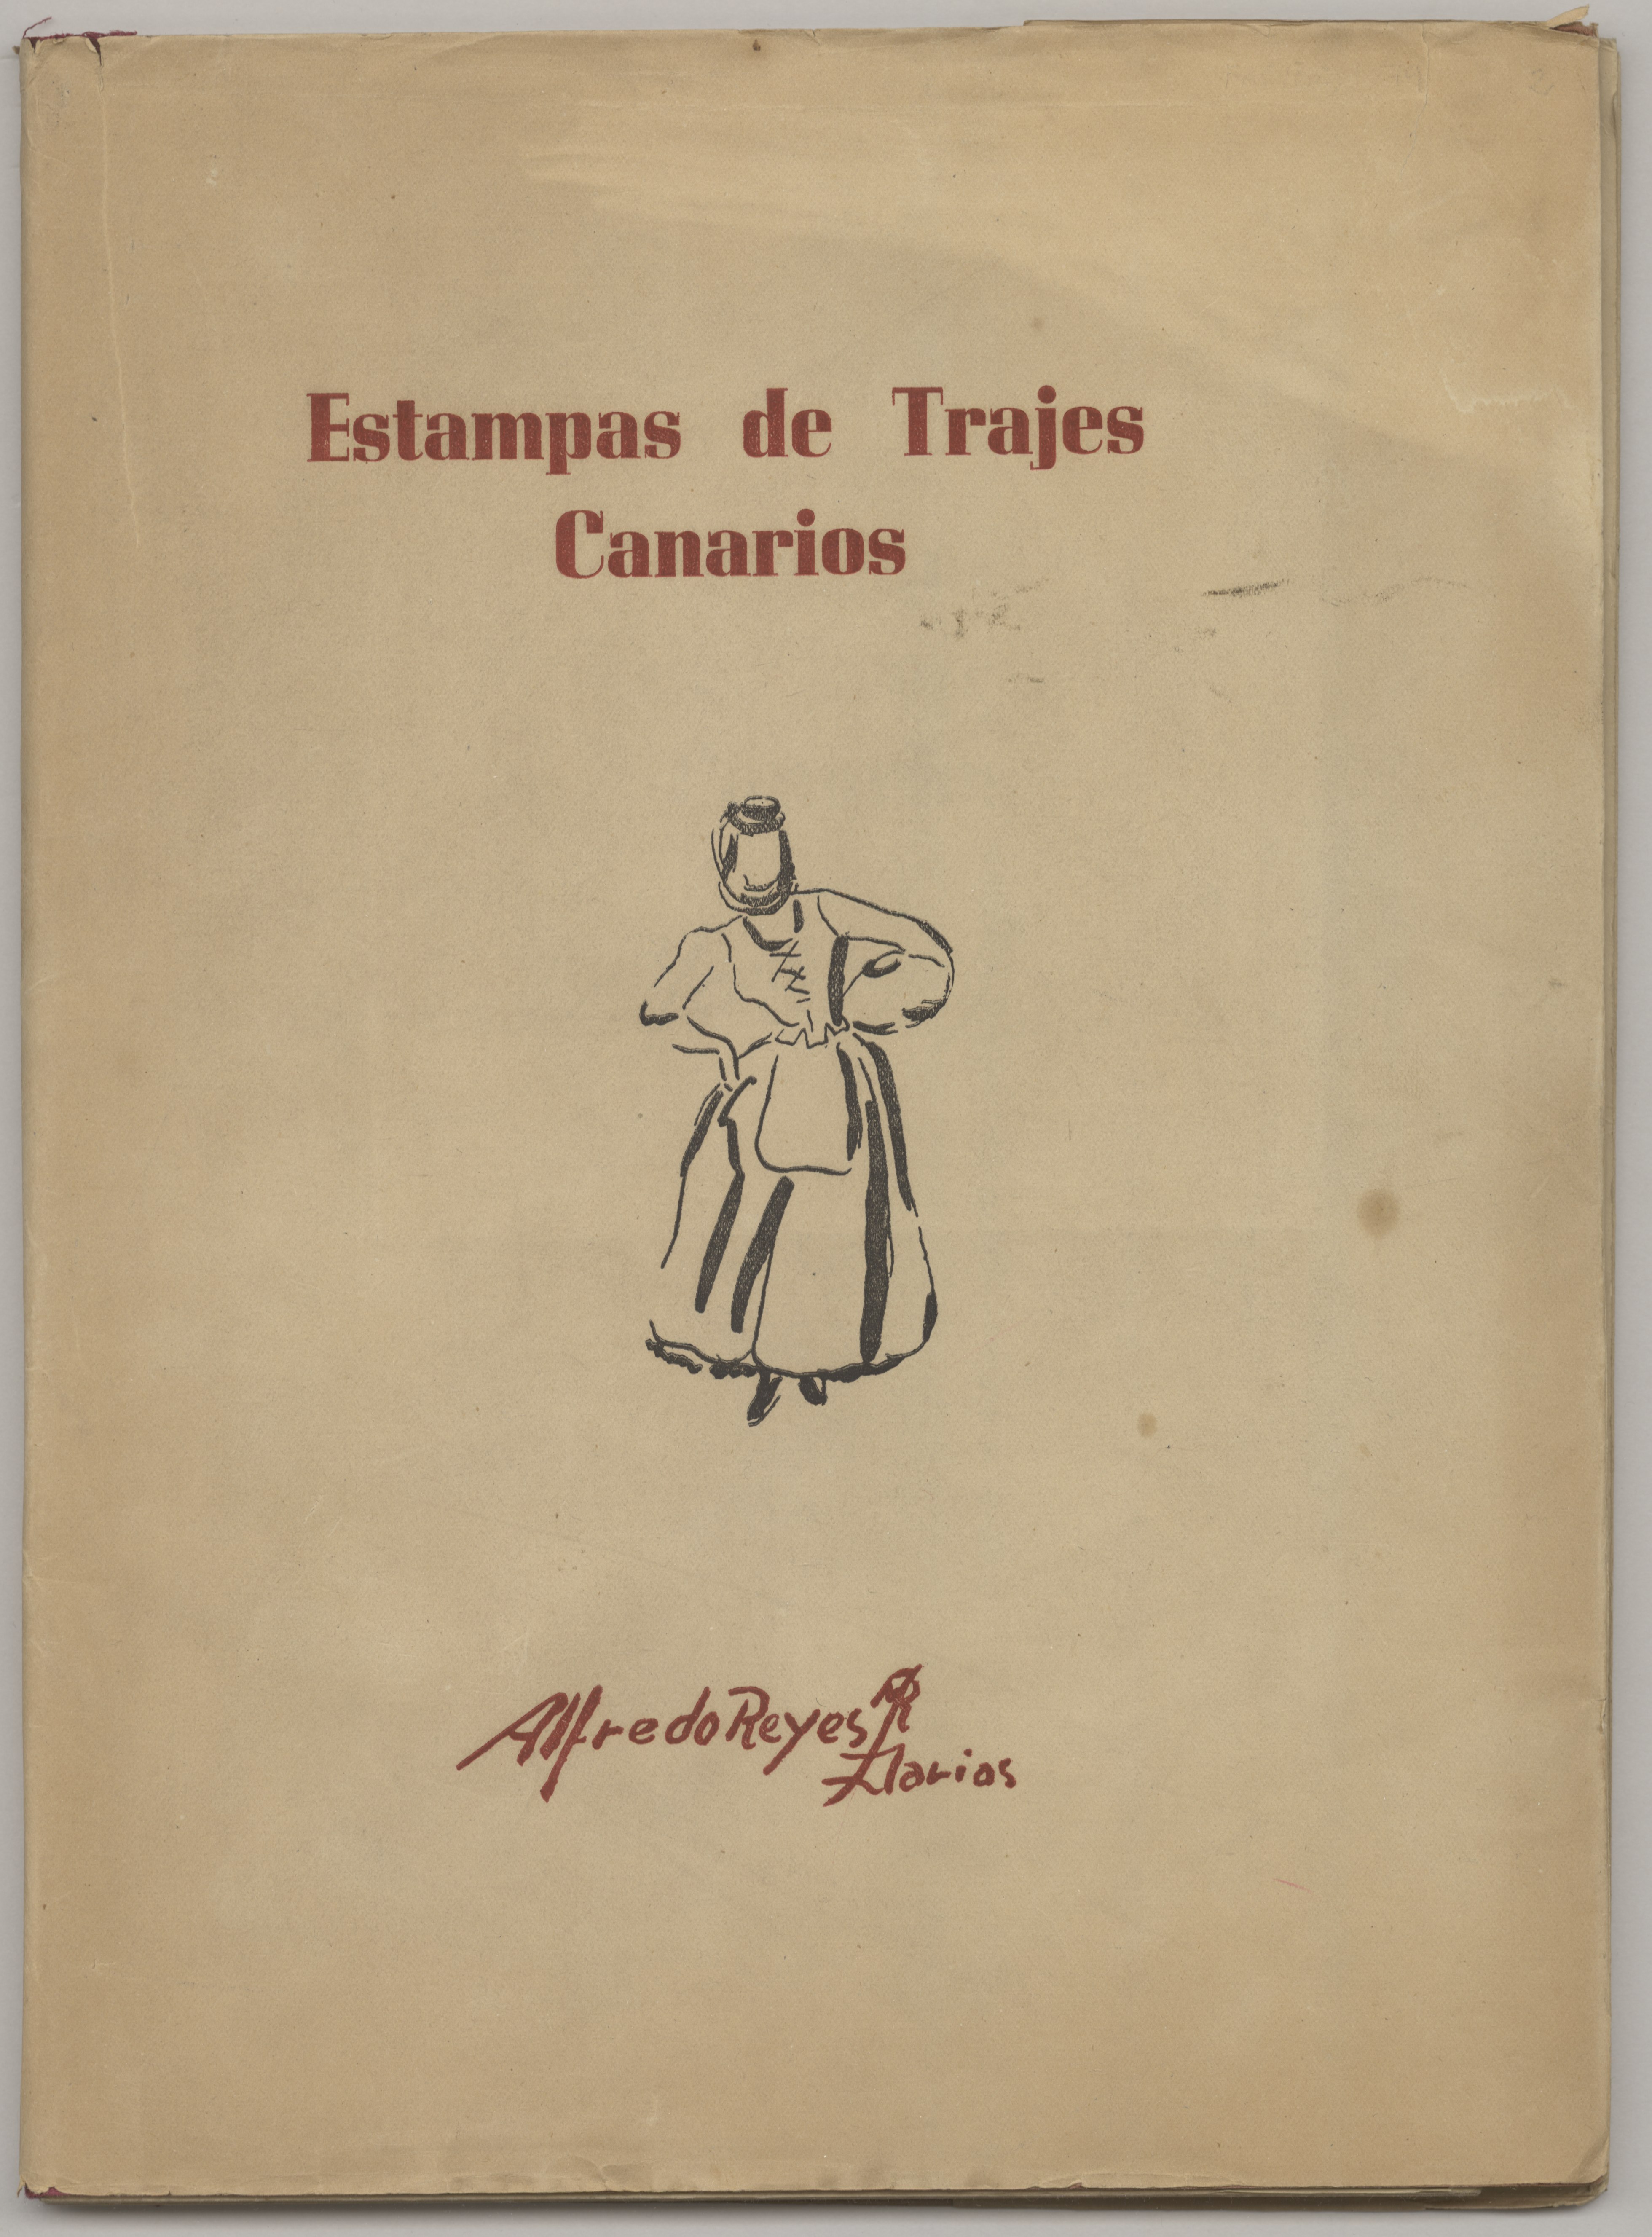 Estampas de Trajes
Canarios
Alfredo Reyes
Darias